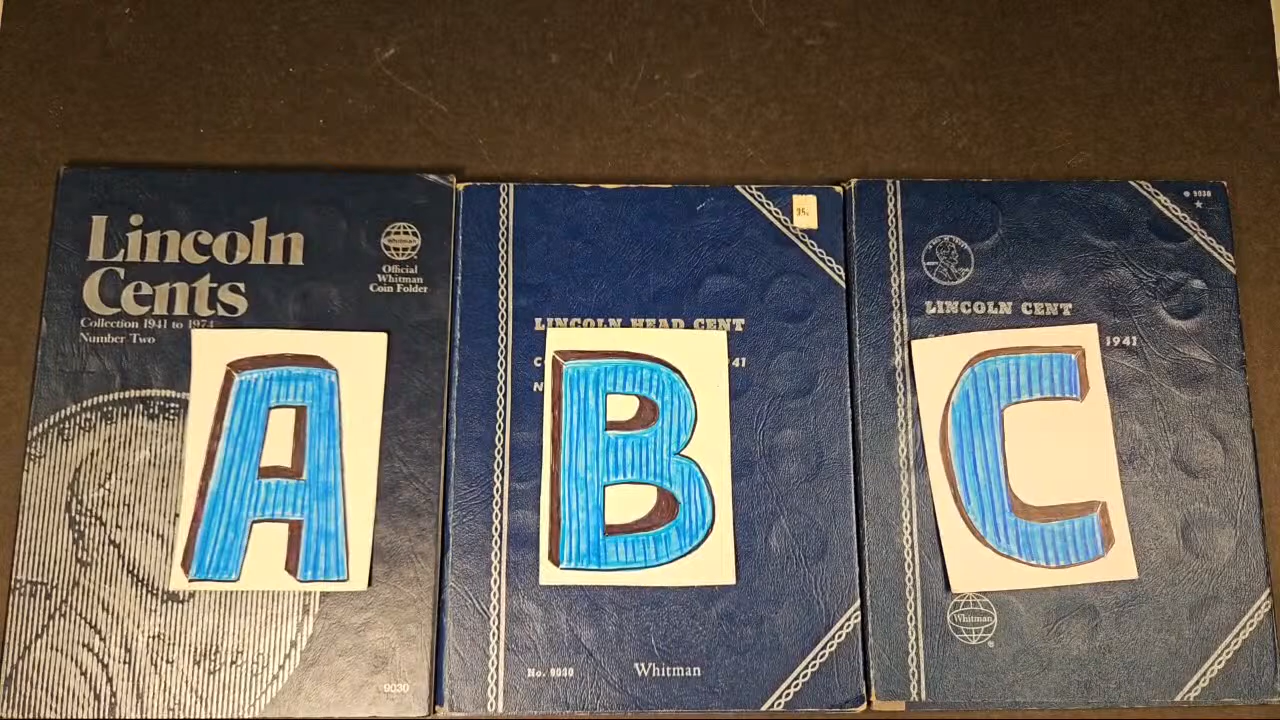 Lincoln
Cents
Collection 1941 to 1974
Number Two
Whitman
Official
Whitman
Coin Folder
A
9030
LINCOLN HEAD CENT
41
B
No. 9030
Whitman
9030
LINCOLN CENT
1941
C
Whitman